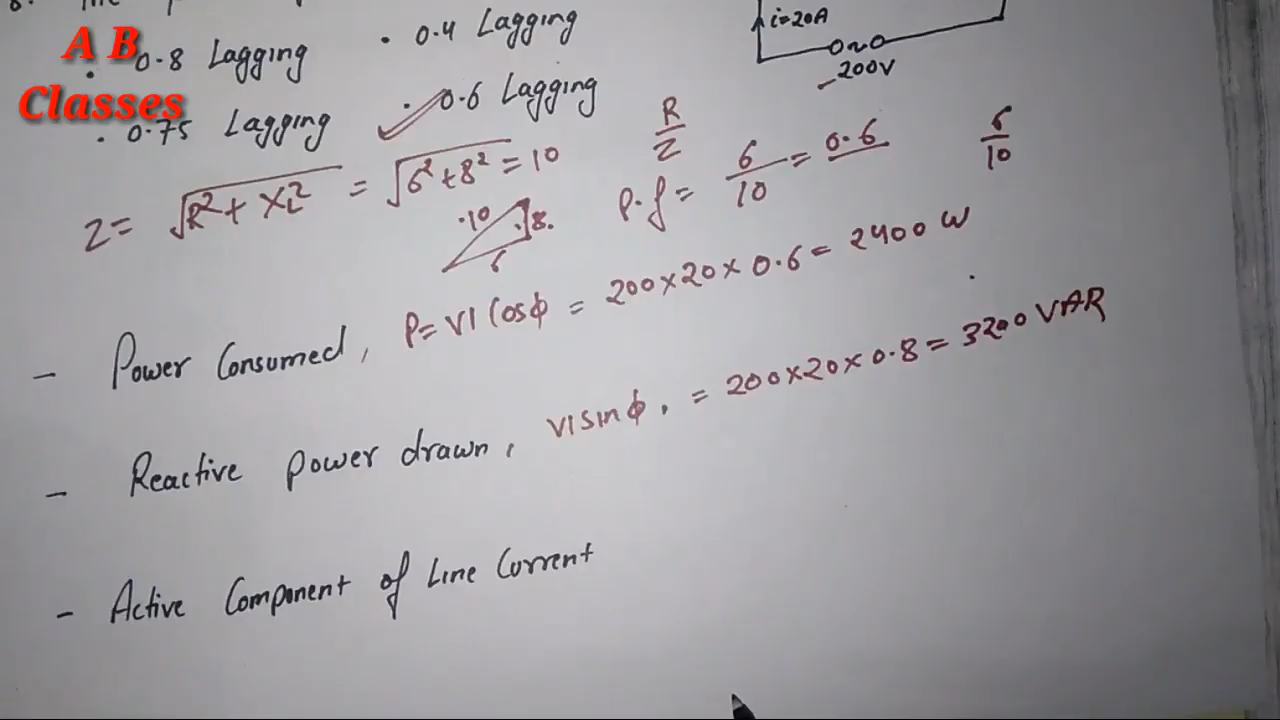 0.8 Lagging
• 0.4 Lagging
i=20A
200V
A B
Classes
• 0.75 Lagging
• 0.6 Lagging
Z= √R²+XL² = √6²+8² = 10
R/Z
P.f = 6/10 = 0.6
6/10
10
8
6
- Power Consumed, P= VI Cosϕ = 200×20×0.6 = 2400 W
- Reactive power drawn, VI sinϕ. = 200×20×0.8 = 3200 VAR
- Active Component of Line Current